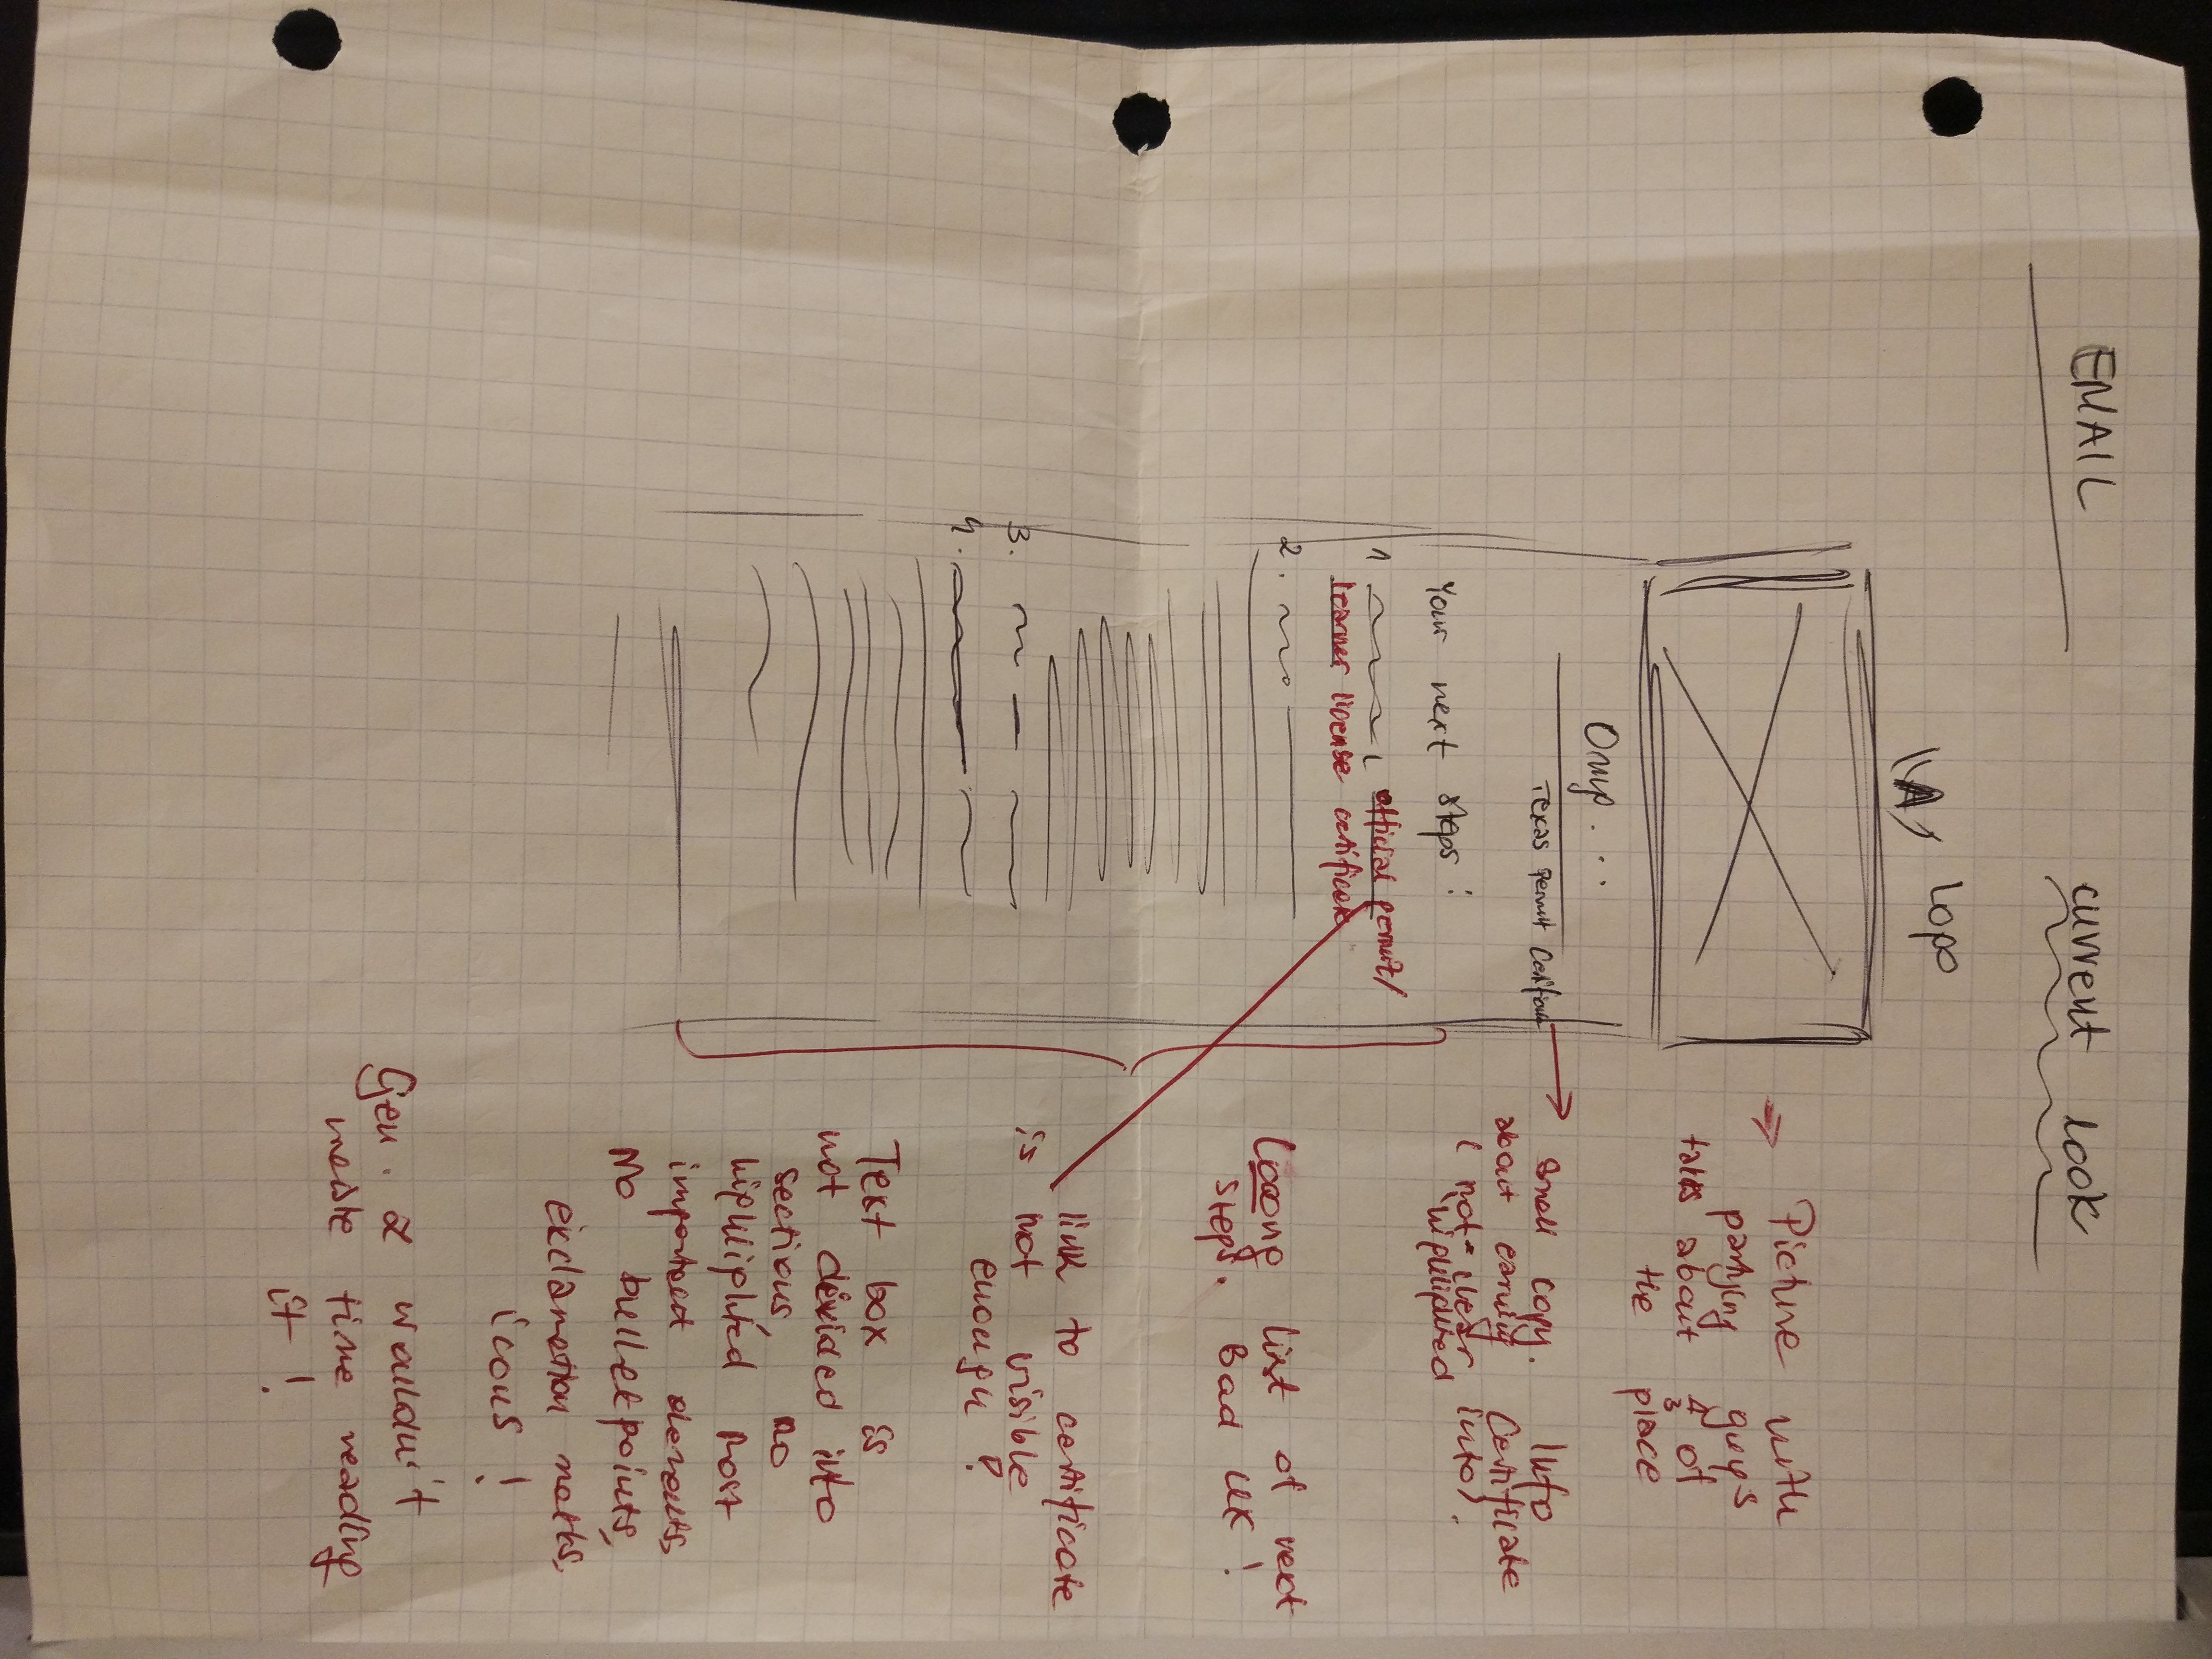 EMAIL
current look
(A) Logo
Omg...
Texas Permit Certificate
Your next steps:
1 official permit/
learner license certificate
2.
3.
4.
Picture with
partying guys
takes about 4/3 of
the place
Small copy. Info
about earning Certificate
(not clear info).
highlighted
Looong list of next
steps. Bad UX!
link to certificate
is not visible
enough!
Text box is
not devided into
sections, no
highlighted most
important elements,
no bulletpoints,
exclamation marks,
icons!
Gen. Z wouldn't
waste time reading
it!